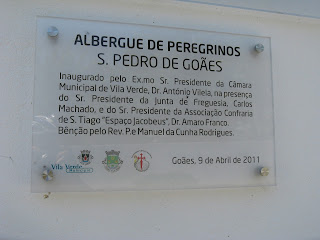 ALBERGUE DE PEREGRINOS
S. PEDRO DE GOÃES
Inaugurado pelo Ex.mo Sr. Presidente da Câmara
Municipal de Vila Verde, Dr. António Vilela, na presença
do Sr. Presidente da Junta de Freguesia, Carlos
Machado, e do Sr. Presidente da Associação Confraria
de S. Tiago "Espaço Jacobeus", Dr. Amaro Franco.
Bênção pelo Rev. P.e Manuel da Cunha Rodrigues.
Vila Verde
Goães, 9 de Abril de 2011